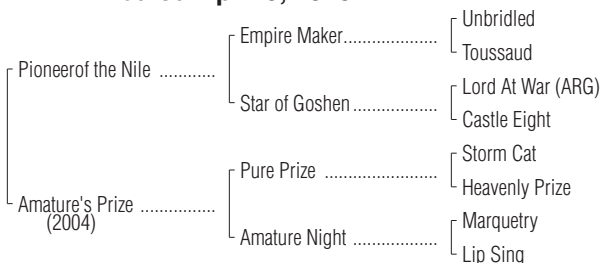 Unbridled
Empire Maker..................
Toussaud
Pioneerof the Nile ............
Lord At War (ARG)
Star of Goshen..................
Castle Eight
Storm Cat
Pure Prize ........................
Heavenly Prize
Amature's Prize ................
(2004)
Marquetry
Amature Night ..................
Lip Sing